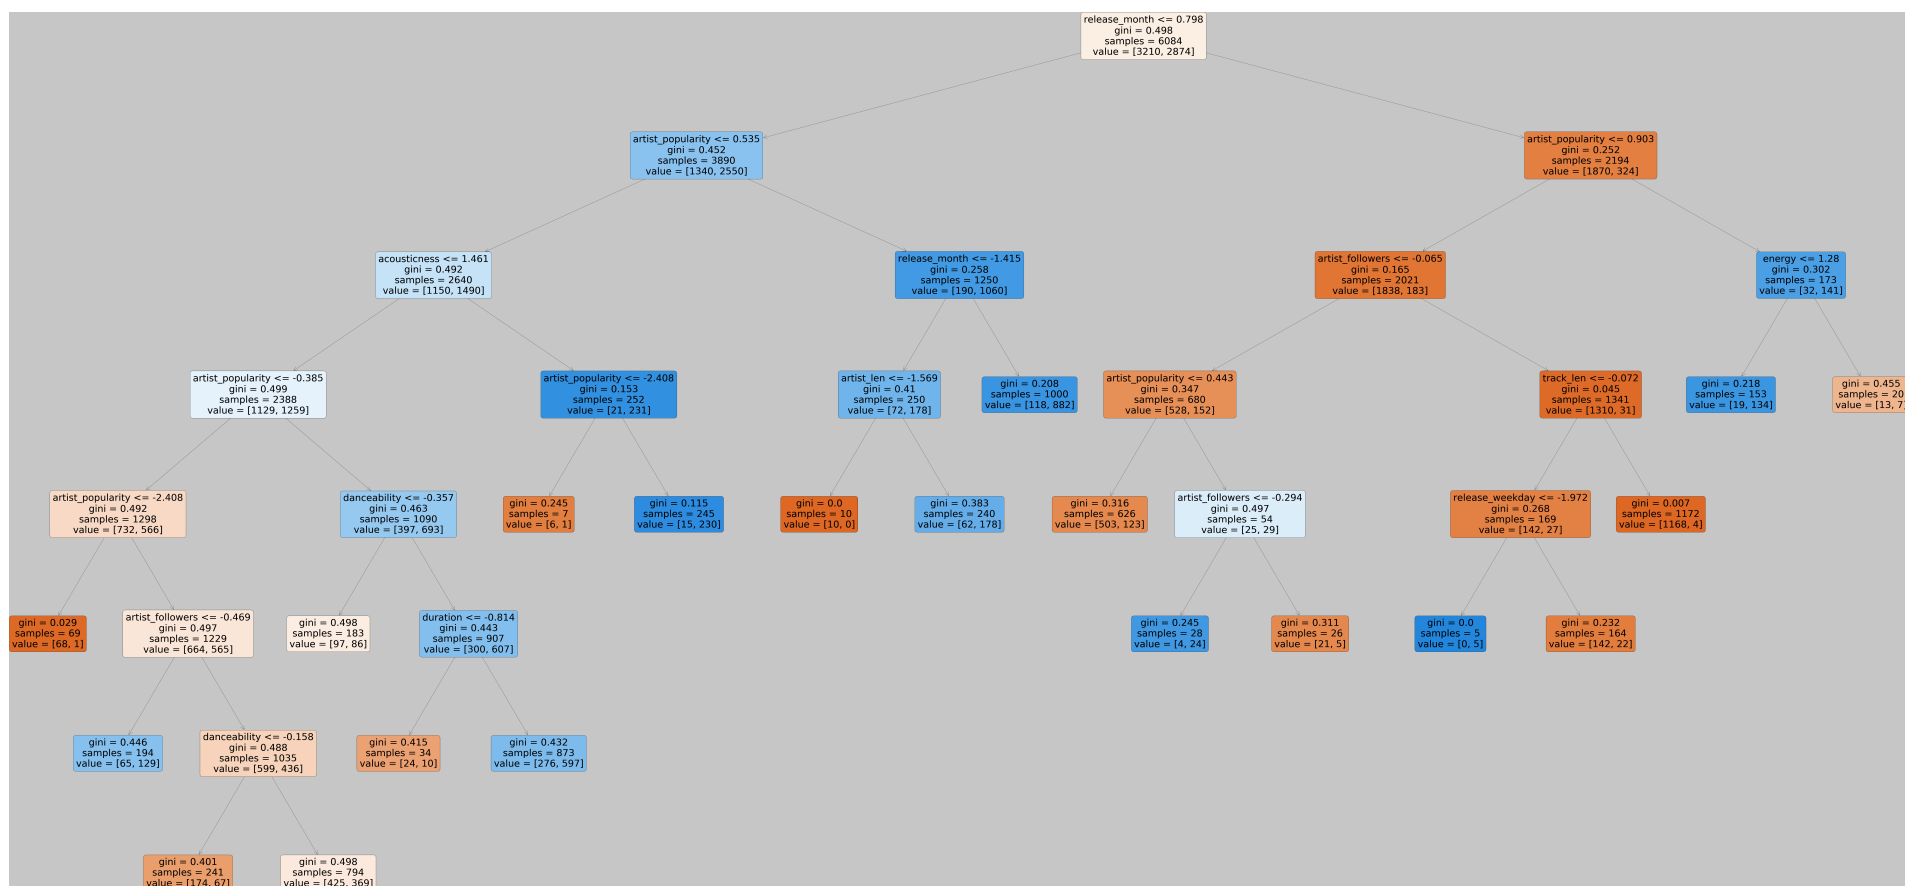 release_month <= 0.798
gini = 0.498
samples = 6084
value = [3210, 2874]
artist_popularity <= 0.535
gini = 0.452
samples = 3890
value = [1340, 2550]
artist_popularity <= 0.903
gini = 0.252
samples = 2194
value = [1870, 324]
acousticness <= 1.461
gini = 0.492
samples = 2640
value = [1150, 1490]
release_month <= -1.415
gini = 0.258
samples = 1250
value = [190, 1060]
artist_followers <= -0.065
gini = 0.165
samples = 2021
value = [1838, 183]
energy <= 1.28
gini = 0.302
samples = 173
value = [32, 141]
artist_popularity <= -0.385
gini = 0.499
samples = 2388
value = [1129, 1259]
artist_popularity <= -2.408
gini = 0.153
samples = 252
value = [21, 231]
artist_len <= -1.569
gini = 0.41
samples = 250
value = [72, 178]
gini = 0.208
samples = 1000
value = [118, 882]
artist_popularity <= 0.443
gini = 0.347
samples = 680
value = [528, 152]
track_len <= -0.072
gini = 0.045
samples = 1341
value = [1310, 31]
gini = 0.218
samples = 153
value = [19, 134]
gini = 0.455
samples = 20
value = [13, 7]
artist_popularity <= -2.408
gini = 0.492
samples = 1298
value = [732, 566]
danceability <= -0.357
gini = 0.463
samples = 1090
value = [397, 693]
gini = 0.245
samples = 7
value = [6, 1]
gini = 0.115
samples = 245
value = [15, 230]
gini = 0.0
samples = 10
value = [10, 0]
gini = 0.383
samples = 240
value = [62, 178]
gini = 0.316
samples = 626
value = [503, 123]
artist_followers <= -0.294
gini = 0.497
samples = 54
value = [25, 29]
release_weekday <= -1.972
gini = 0.268
samples = 169
value = [142, 27]
gini = 0.007
samples = 1172
value = [1168, 4]
gini = 0.029
samples = 69
value = [68, 1]
artist_followers <= -0.469
gini = 0.497
samples = 1229
value = [664, 565]
gini = 0.498
samples = 183
value = [97, 86]
duration <= -0.814
gini = 0.443
samples = 907
value = [300, 607]
gini = 0.245
samples = 28
value = [4, 24]
gini = 0.311
samples = 26
value = [21, 5]
gini = 0.0
samples = 5
value = [0, 5]
gini = 0.232
samples = 164
value = [142, 22]
gini = 0.446
samples = 194
value = [65, 129]
danceability <= -0.158
gini = 0.488
samples = 1035
value = [599, 436]
gini = 0.415
samples = 34
value = [24, 10]
gini = 0.432
samples = 873
value = [276, 597]
gini = 0.401
samples = 241
value = [174, 67]
gini = 0.498
samples = 794
value = [425, 369]